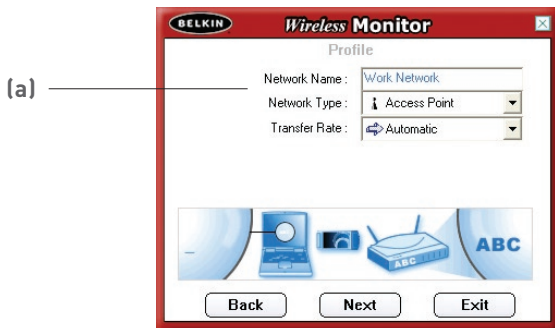 BELKIN Wireless Monitor
Profile
(a)
Network Name : Work Network
Network Type : Access Point
Transfer Rate : Automatic
ABC
ABC
Back Next Exit